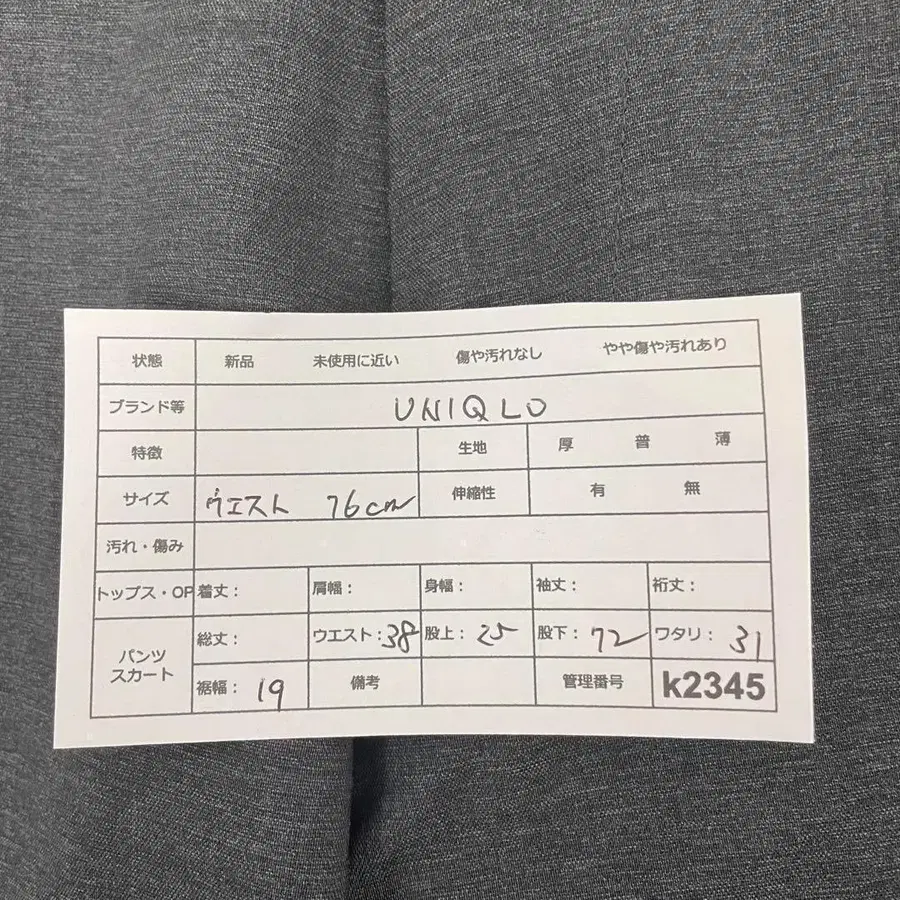 状態 新品 未使用に近い 傷や汚れなし やや傷や汚れあり
ブランド等 UNIQLO
特徴 生地 厚 普 薄
サイズ ウエスト 76cm 伸縮性 有 無
汚れ・傷み
トップス・OP 着丈： 肩幅： 身幅： 袖丈： 裄丈：
パンツ スカート 総丈： ウエスト：38 股上：25 股下：72 ワタリ：31
裾幅：19 備考 管理番号 k2345